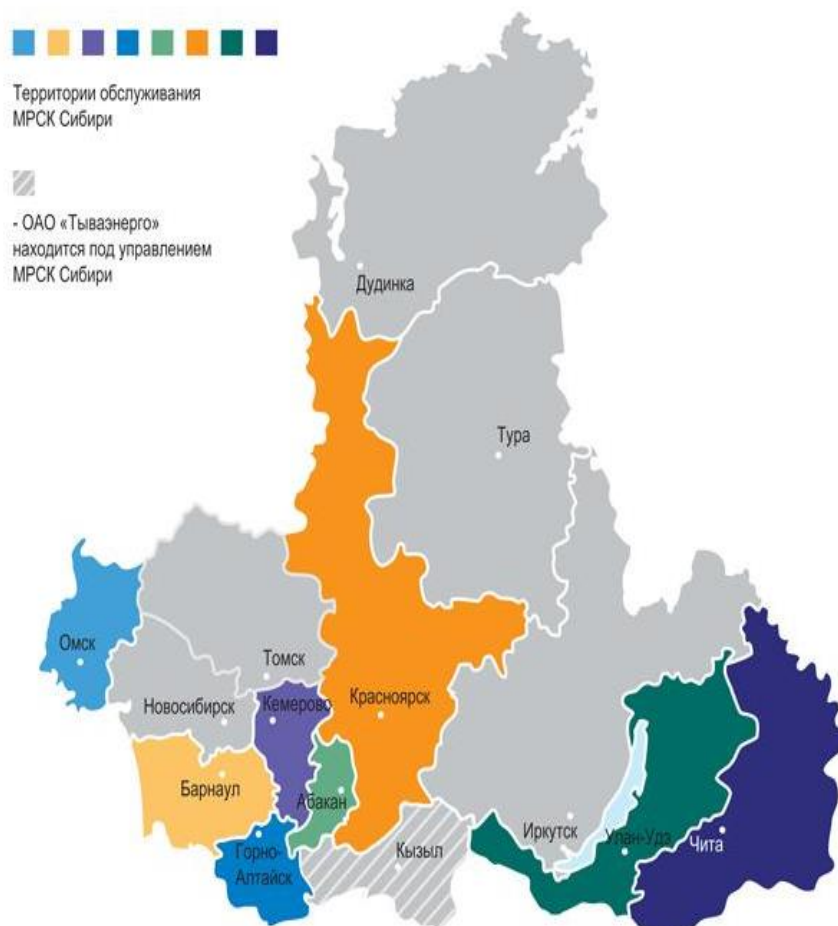 Территории обслуживания
МРСК Сибири
- ОАО «Тываэнерго»
находится под управлением
МРСК Сибири
Дудинка
Тура
Омск
Томск
Новосибирск
Кемерово
Красноярск
Барнаул
Абакан
Иркутск
Улан-Удэ
Чита
Горно-
Алтайск
Кызыл